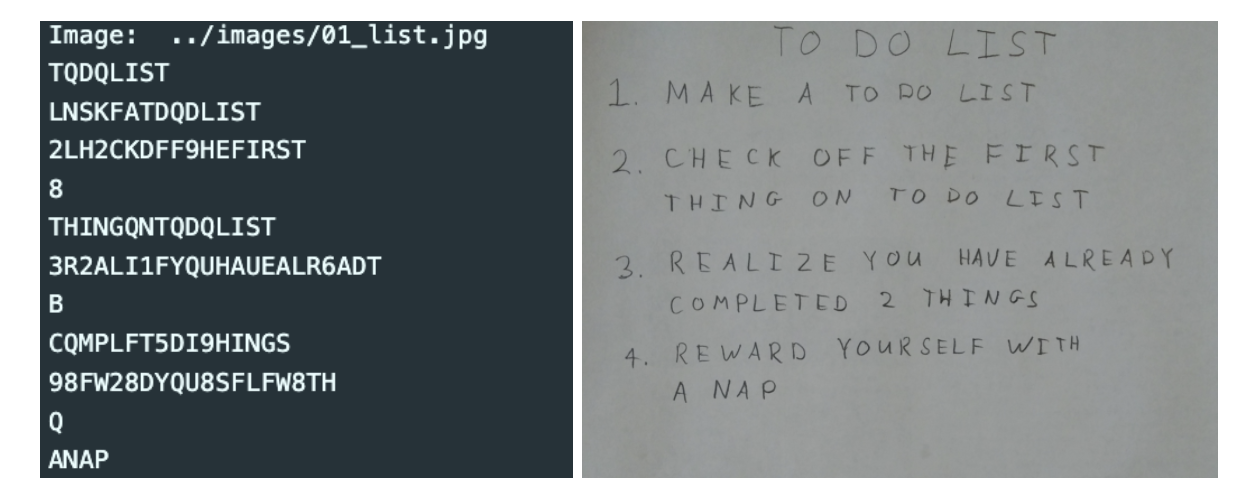 Image:  ../images/01_list.jpg
TQDQLIST
LNSKFATDQDLIST
2LH2CKDFF9HEFIRST
8
THINGQNTQDQLIST
3R2ALI1FYQUHAUEALR6ADT
B
CQMPLFT5DI9HINGS
98FW28DYQU8SFLFW8TH
Q
ANAP
TO DO LIST
1. MAKE A TO DO LIST
2. CHECK OFF THE FIRST
THING ON TO DO LIST
3. REALIZE YOU HAVE ALREADY
COMPLETED 2 THINGS
4. REWARD YOURSELF WITH
A NAP